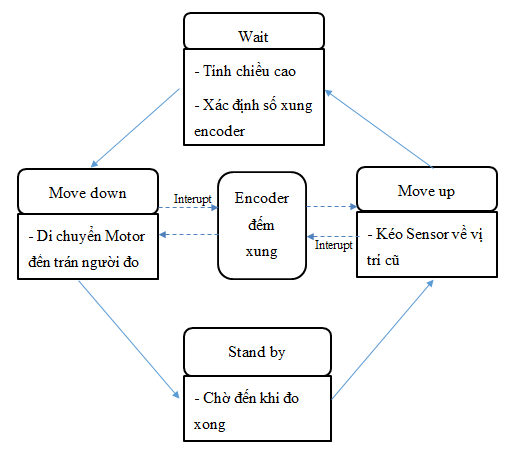 Wait
- Tính chiều cao
- Xác định số xung
encoder
Move down
- Di chuyển Motor
đến trán người đo
Interupt
Encoder
đếm
xung
Interupt
Move up
- Kéo Sensor về vị
trí cũ
Stand by
- Chờ đến khi đo
xong